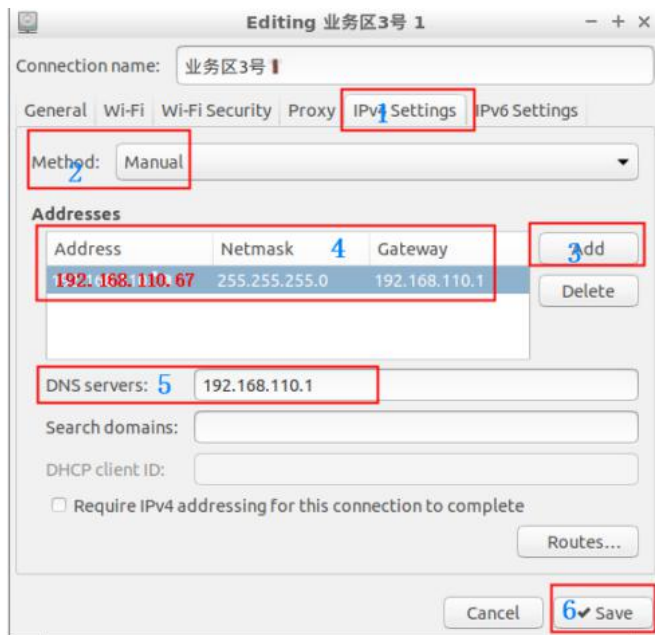 Editing 业务区3号 1
Connection name: 业务区3号 1
General Wi-Fi Wi-Fi Security Proxy IPv4 Settings IPv6 Settings
1
Method: Manual
2
Addresses
Address Netmask 4 Gateway
3 Add
192.168.110.67 255.255.255.0 192.168.110.1
Delete
DNS servers: 5 192.168.110.1
Search domains:
DHCP client ID:
Require IPv4 addressing for this connection to complete
Routes...
Cancel 6 Save